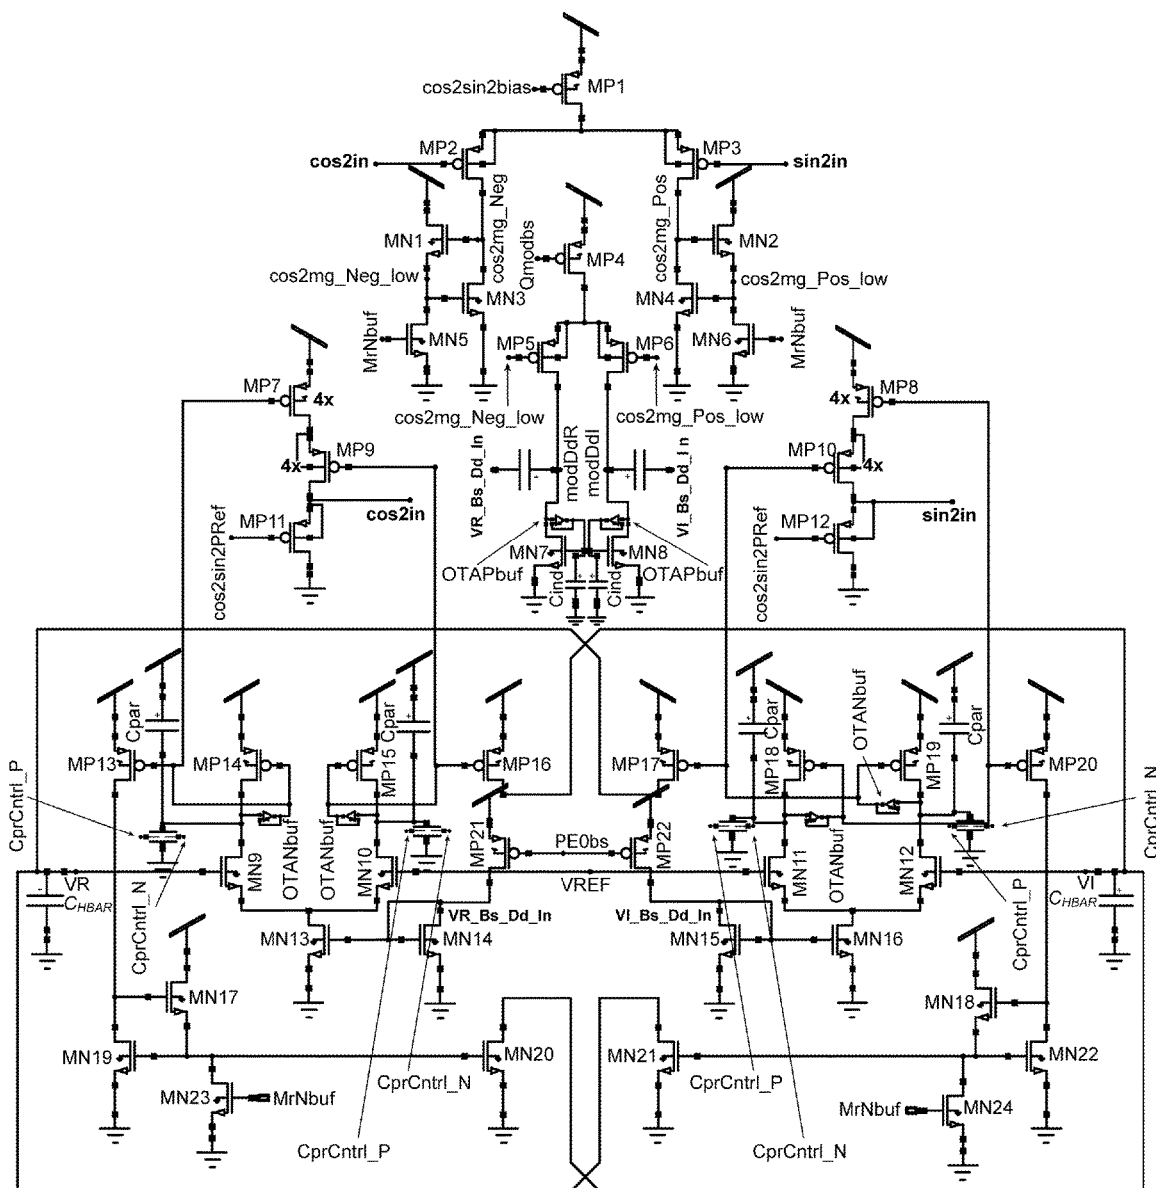 MP1
cos2sin2bias
MP2
MP3
cos2in
sin2in
cos2mg_Neg
cos2mg_Pos
MN1
MN2
Qmodbs
MP4
cos2mg_Neg_low
cos2mg_Pos_low
MN3
MN4
MrNbuf
MN5
MN6
MrNbuf
MP5
MP6
MP7
4x
MP8
4x
cos2mg_Neg_low
cos2mg_Pos_low
MP9
4x
MP10
4x
VR_Bs_Dd_In
modDdR
modDdI
VI_Bs_Dd_In
cos2in
sin2in
MP11
MP12
cos2sin2PRef
cos2sin2PRef
MN7
MN8
OTAPbuf
OTAPbuf
Cind
Cind
Cpar
Cpar
Cpar
Cpar
OTANbuf
MP13
MP14
MP15
MP16
MP17
MP18
MP19
MP20
CprCntrl_P
CprCntrl_N
OTANbuf
OTANbuf
OTANbuf
MP21
PE0bs
MP22
MN9
MN10
MN11
MN12
VR
VREF
VI
CHBAR
CHBAR
CprCntrl_N
CprCntrl_P
VR_Bs_Dd_In
VI_Bs_Dd_In
MN13
MN14
MN15
MN16
MN17
MN18
MN19
MN20
MN21
MN22
CprCntrl_N
CprCntrl_P
MN23
MrNbuf
MrNbuf
MN24
CprCntrl_P
CprCntrl_N